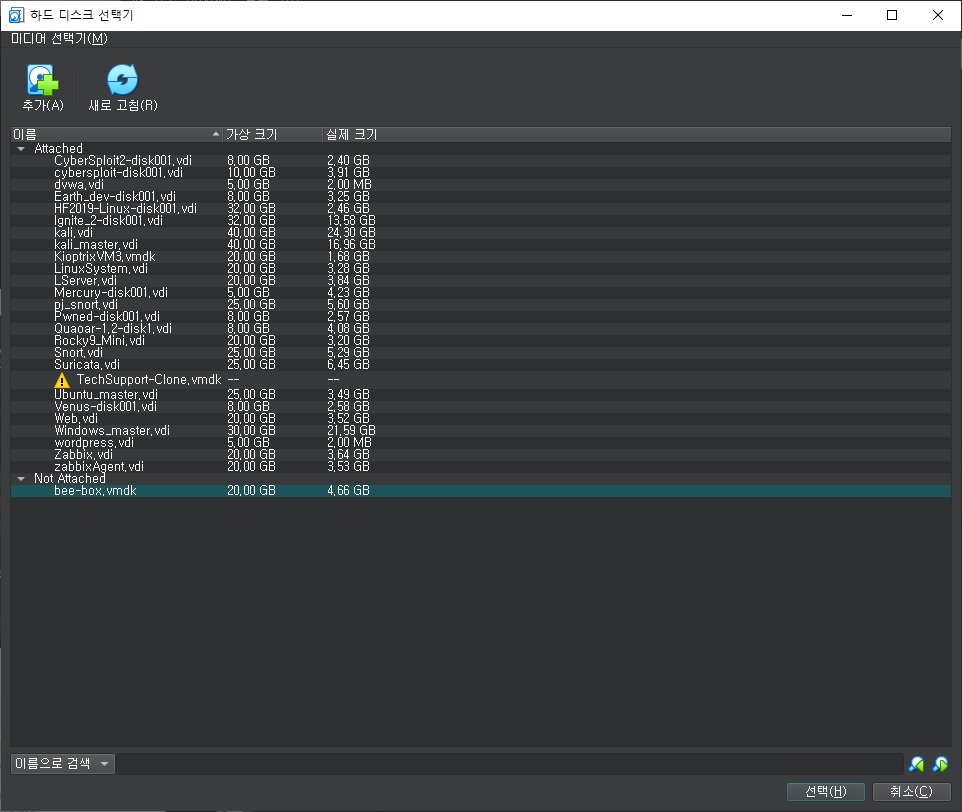 하드 디스크 선택기
미디어 선택기(M)
추가(A) 새로 고침(R)
이름 가상 크기 실제 크기
Attached
CyberSploit2-disk001.vdi 8,00 GB 2,40 GB
cybersploit-disk001.vdi 10,00 GB 3,91 GB
dvwa.vdi 5,00 GB 2,00 MB
Earth_dev-disk001.vdi 8,00 GB 3,25 GB
HF2019-Linux-disk001.vdi 32,00 GB 2,46 GB
Ignite_2-disk001.vdi 32,00 GB 13,58 GB
kali.vdi 40,00 GB 24,30 GB
kali_master.vdi 40,00 GB 16,96 GB
KioptrixVM3.vmdk 20,00 GB 1,68 GB
LinuxSystem.vdi 20,00 GB 3,28 GB
LServer.vdi 20,00 GB 3,84 GB
Mercury-disk001.vdi 5,00 GB 4,23 GB
pj_snort.vdi 25,00 GB 5,60 GB
Pwned-disk001.vdi 8,00 GB 2,57 GB
Quaoar-1.2-disk1.vdi 8,00 GB 4,08 GB
Rocky9_Mini.vdi 20,00 GB 3,20 GB
Snort.vdi 25,00 GB 5,29 GB
Suricata.vdi 25,00 GB 6,45 GB
TechSupport-Clone.vmdk -- --
Ubuntu_master.vdi 25,00 GB 3,49 GB
Venus-disk001.vdi 8,00 GB 2,58 GB
Web.vdi 20,00 GB 3,52 GB
Windows_master.vdi 30,00 GB 21,59 GB
wordpress.vdi 5,00 GB 2,00 MB
Zabbix.vdi 20,00 GB 3,64 GB
zabbixAgent.vdi 20,00 GB 3,53 GB
Not Attached
bee-box.vmdk 20,00 GB 4,66 GB
이름으로 검색
선택(H) 취소(C)